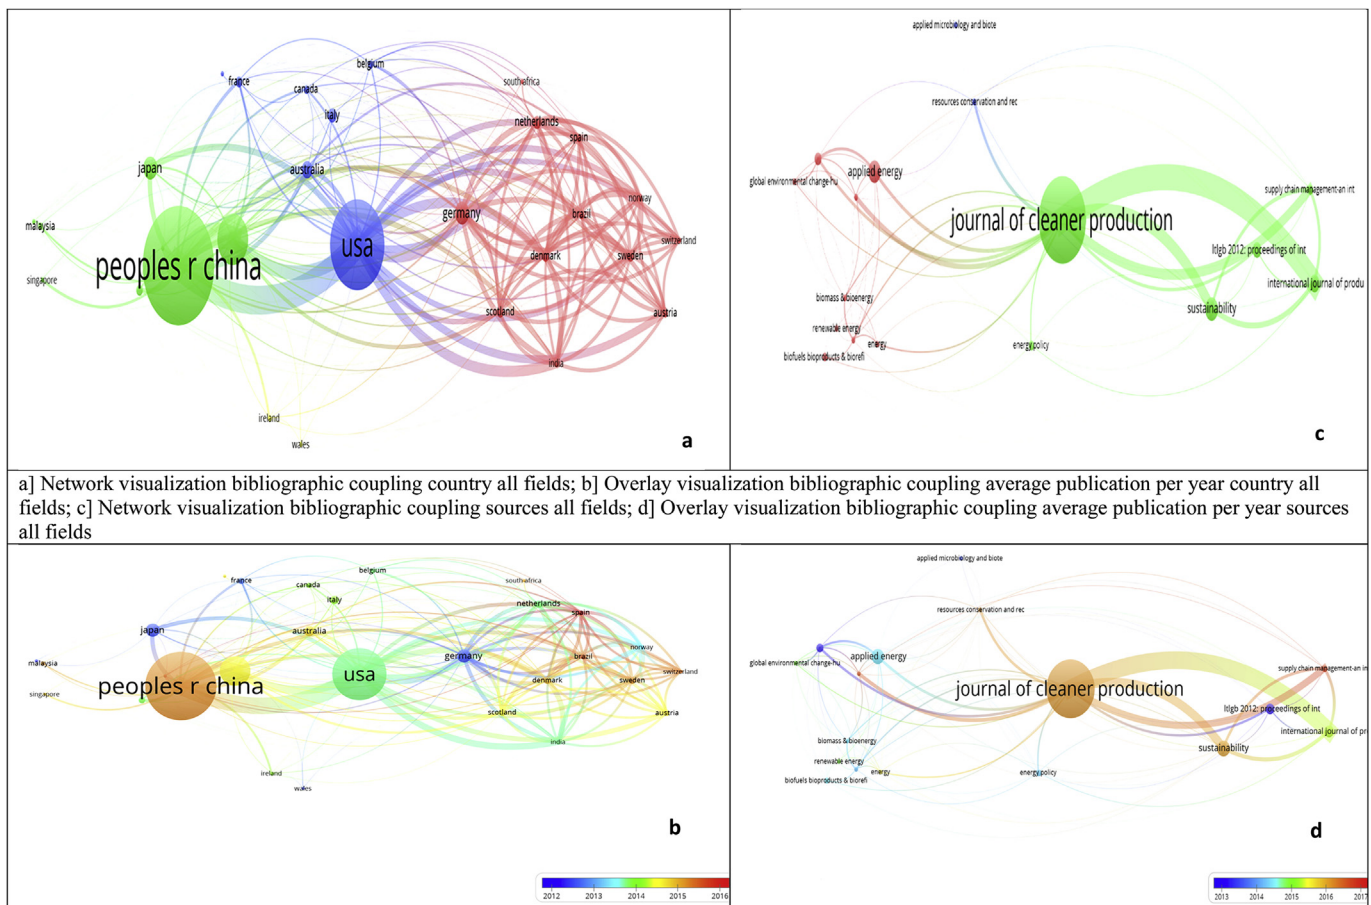 belgium
france
canada
south africa
italy
netherlands
spain
japan
australia
norway
germany
brazil
malaysia
switzerland
usa
peoples r china
denmark
sweden
singapore
scotland
austria
india
ireland
wales
a
applied microbiology and biote
resources conservation and rec
applied energy
global environmental change-hu
supply chain management-an int
journal of cleaner production
ltlgb 2012: proceedings of int
international journal of produ
biomass & bioenergy
sustainability
renewable energy
energy
energy policy
biofuels bioproducts & biorefi
c
a] Network visualization bibliographic coupling country all fields; b] Overlay visualization bibliographic coupling average publication per year country all
fields; c] Network visualization bibliographic coupling sources all fields; d] Overlay visualization bibliographic coupling average publication per year sources
all fields
belgium
france
canada
south africa
italy
netherlands
spain
japan
australia
norway
germany
brazil
malaysia
switzerland
usa
denmark
sweden
peoples r china
singapore
scotland
austria
india
ireland
wales
b
2012 2013 2014 2015 2016
applied microbiology and biote
resources conservation and rec
applied energy
global environmental change-hu
supply chain management-an in
journal of cleaner production
ltlgb 2012: proceedings of int
international journal of pr
biomass & bioenergy
sustainability
renewable energy
energy
energy policy
biofuels bioproducts & biorefi
d
2013 2014 2015 2016 2017